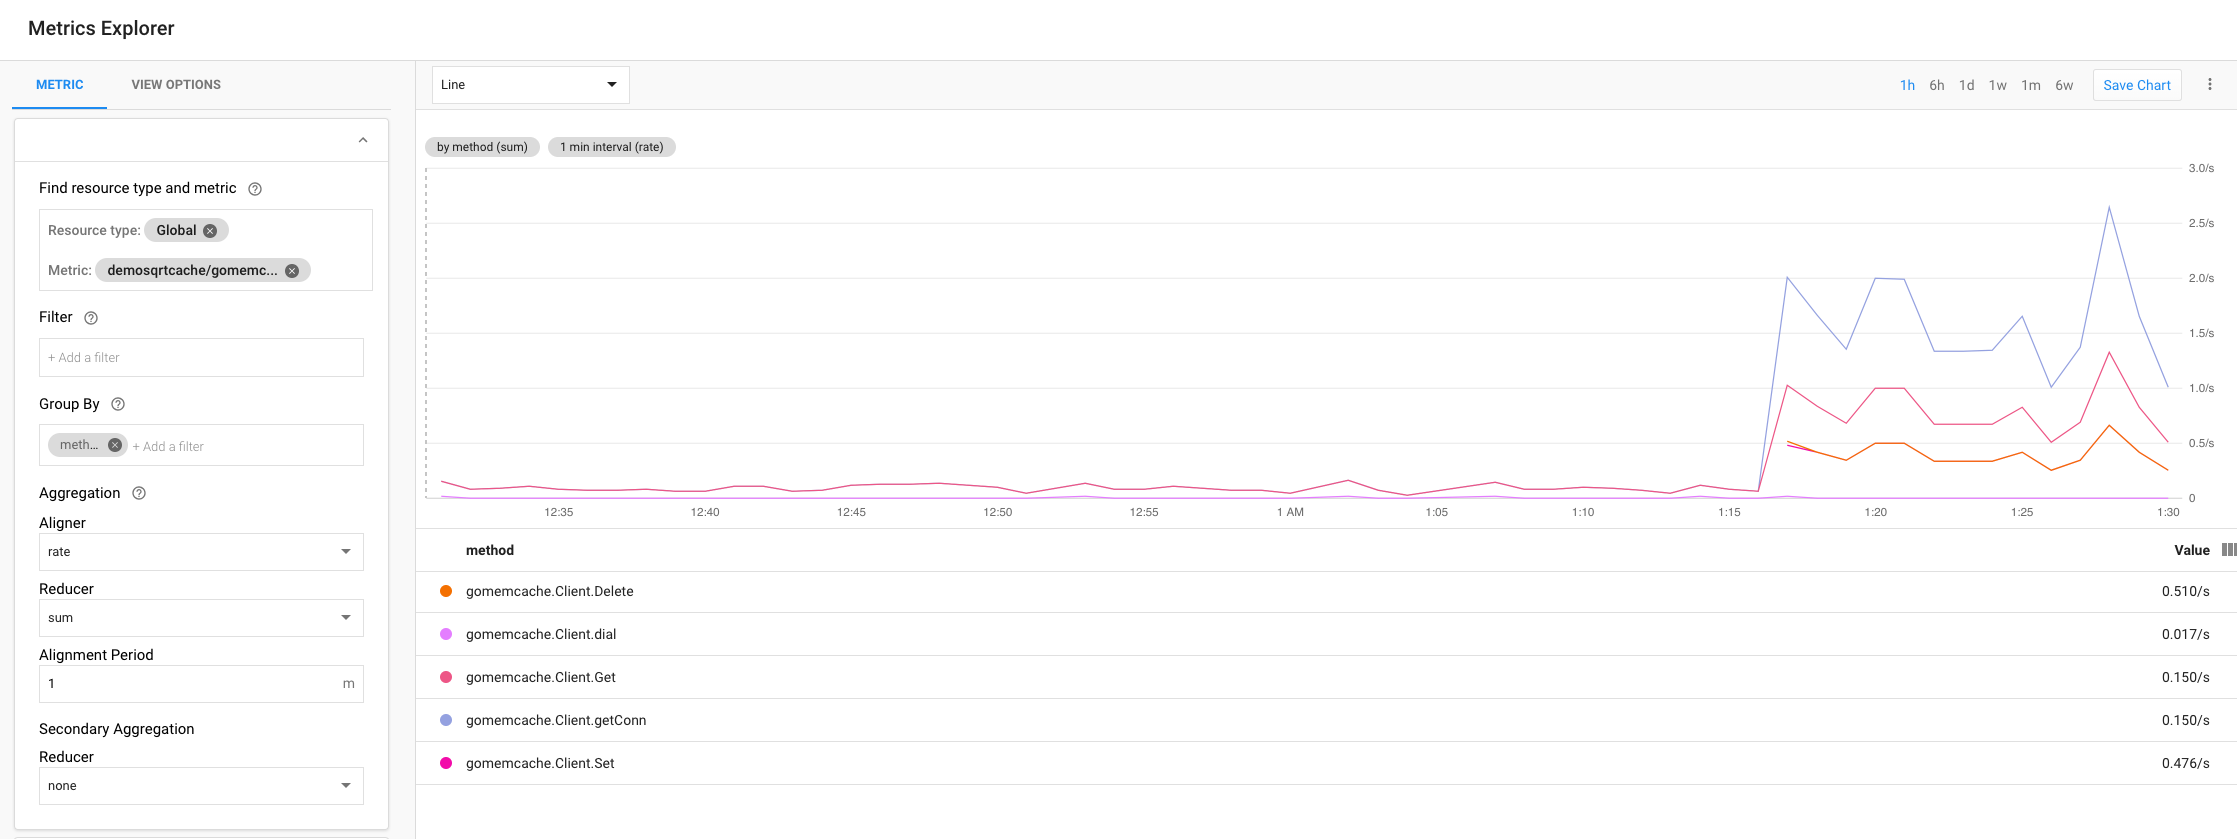 Metrics Explorer
METRIC VIEW OPTIONS
Find resource type and metric
Resource type: Global
Metric: demosqrtcache/gomemc...
Filter
+ Add a filter
Group By
meth... + Add a filter
Aggregation
Aligner
rate
Reducer
sum
Alignment Period
1 m
Secondary Aggregation
Reducer
none
Line
1h 6h 1d 1w 1m 6w Save Chart
by method (sum) 1 min interval (rate)
3.0/s
2.5/s
2.0/s
1.5/s
1.0/s
0.5/s
0
12:35 12:40 12:45 12:50 12:55 1 AM 1:05 1:10 1:15 1:20 1:25 1:30
method Value
gomemcache.Client.Delete 0.510/s
gomemcache.Client.dial 0.017/s
gomemcache.Client.Get 0.150/s
gomemcache.Client.getConn 0.150/s
gomemcache.Client.Set 0.476/s